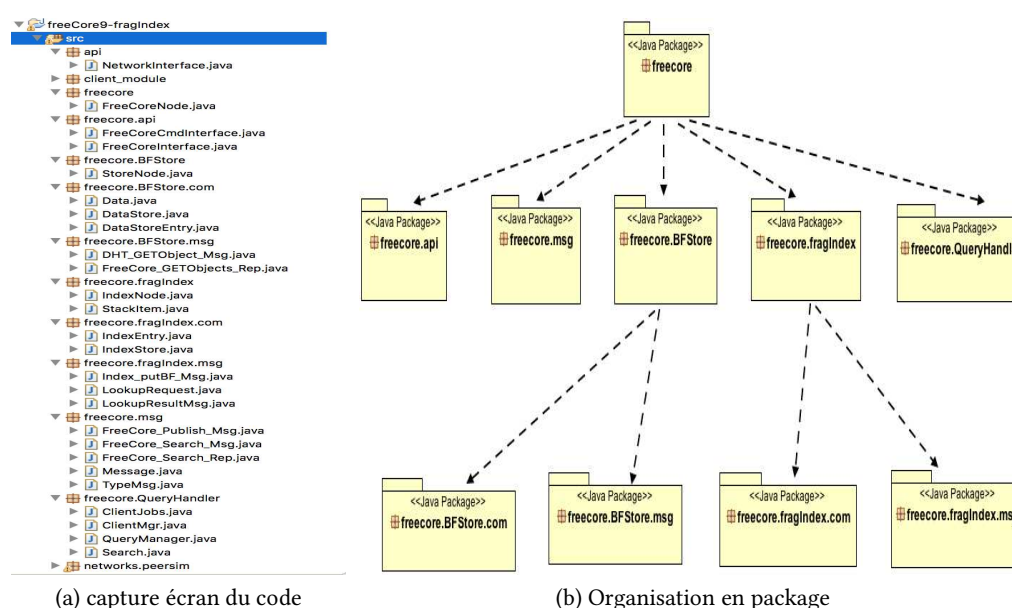 freeCore9-fragIndex
src
api
NetworkInterface.java
client_module
freecore
FreeCoreNode.java
freecore.api
FreeCoreCmdInterface.java
FreeCoreInterface.java
freecore.BFStore
StoreNode.java
freecore.BFStore.com
Data.java
DataStore.java
DataStoreEntry.java
freecore.BFStore.msg
DHT_GETObject_Msg.java
FreeCore_GETObjects_Rep.java
freecore.fragIndex
IndexNode.java
StackItem.java
freecore.fragIndex.com
IndexEntry.java
IndexStore.java
freecore.fragIndex.msg
Index_putBF_Msg.java
LookupRequest.java
LookupResultMsg.java
freecore.msg
FreeCore_Publish_Msg.java
FreeCore_Search_Msg.java
FreeCore_Search_Rep.java
Message.java
TypeMsg.java
freecore.QueryHandler
ClientJobs.java
ClientMgr.java
QueryManager.java
Search.java
networks.peersim
(a) capture écran du code
<<Java Package>>
freecore
<<Java Package>>
freecore.api
<<Java Package>>
freecore.msg
<<Java Package>>
freecore.BFStore
<<Java Package>>
freecore.fragIndex
<<Java Package>>
freecore.QueryHandl
<<Java Package>>
freecore.BFStore.com
<<Java Package>>
freecore.BFStore.msg
<<Java Package>>
freecore.fragIndex.com
<<Java Package>>
freecore.fragIndex.ms
(b) Organisation en package